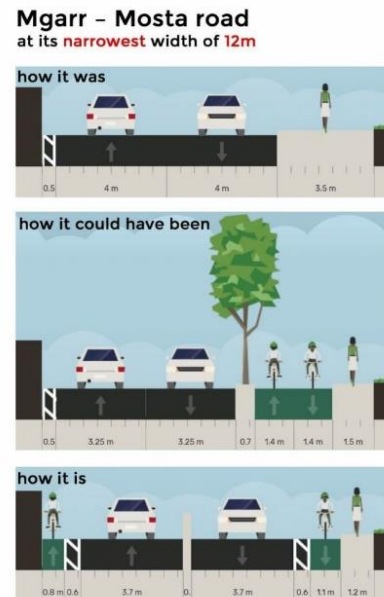 Mgarr – Mosta road
at its narrowest width of 12m
how it was
0.5 4 m 4 m 3.5 m
how it could have been
0.5 3.25 m 3.25 m 0.7 1.4 m 1.4 m 1.5 m
how it is
0.8 m 0.6 3.7 m 0. 3.7 m 0.6 1.1 m 1.2 m